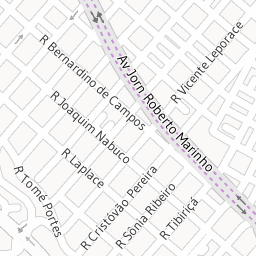 R Bernardino de Campos
Av Jorn Roberto Marinho
R Vicente Leporace
R Joaquim Nabuco
R Laplace
R Tomé Portes
R Cristóvão Pereira
R Sônia Ribeiro
R Tibiriçá